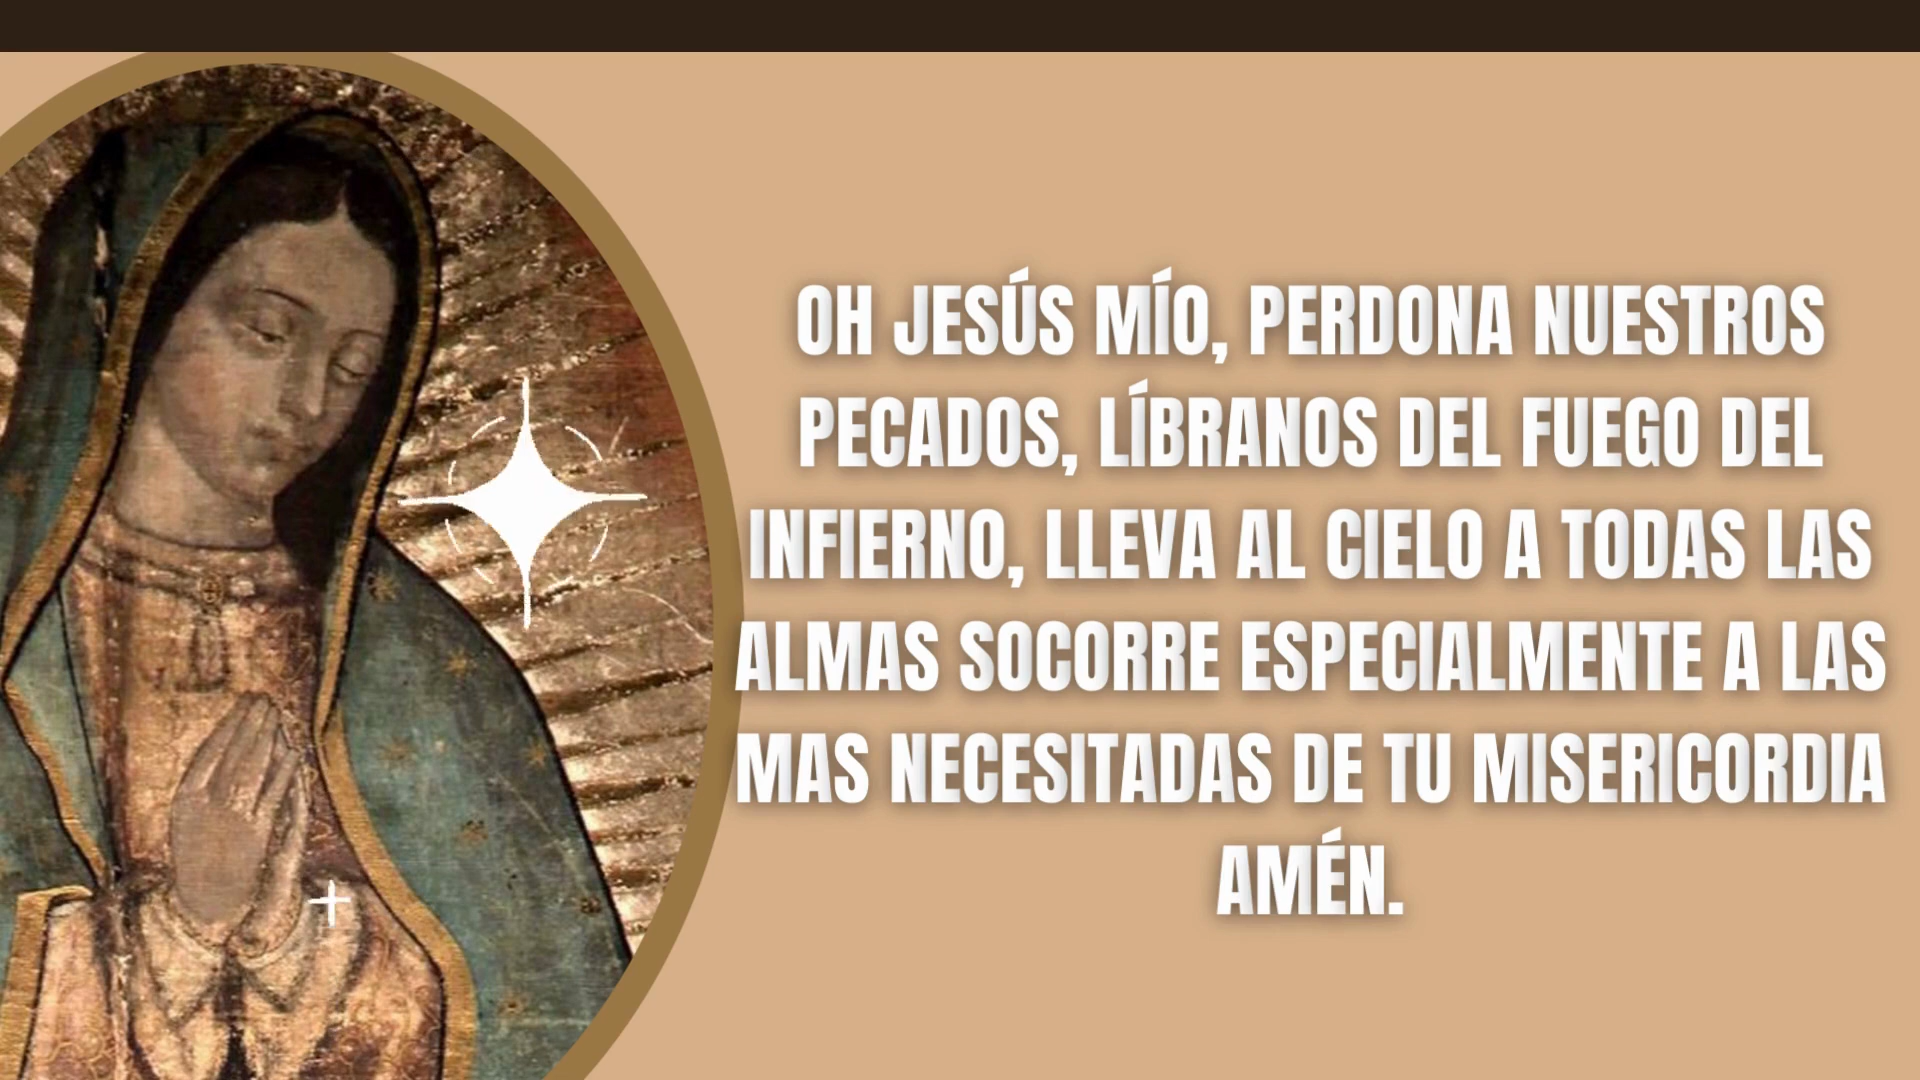 OH JESÚS MÍO, PERDONA NUESTROS
PECADOS, LÍBRANOS DEL FUEGO DEL
INFIERNO, LLEVA AL CIELO A TODAS LAS
ALMAS SOCORRE ESPECIALMENTE A LAS
MAS NECESITADAS DE TU MISERICORDIA
AMÉN.